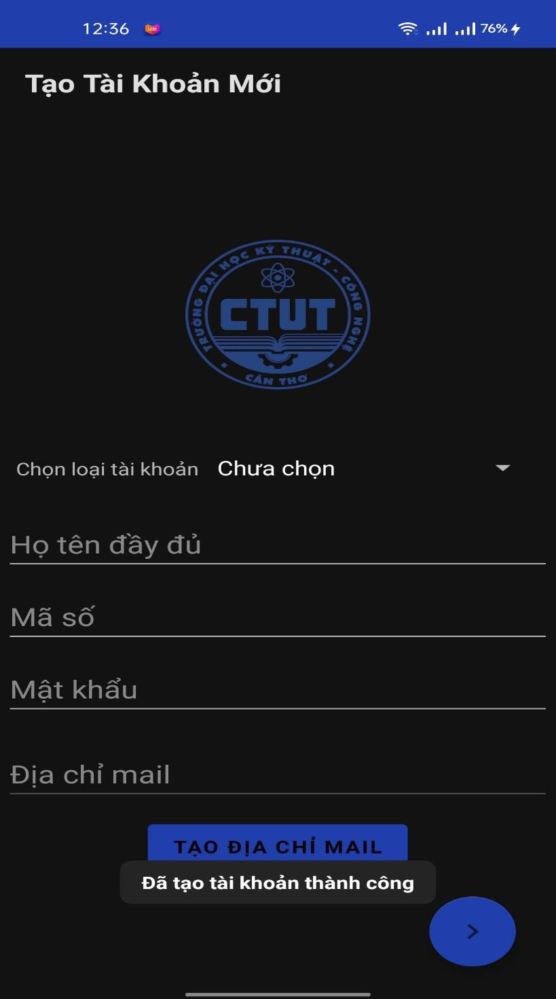 12:36
Laz
76%
Tạo Tài Khoản Mới
TRƯỜNG ĐẠI HỌC KỸ THUẬT - CÔNG NGHỆ
CTUT
CẦN THƠ
Chọn loại tài khoản Chưa chọn
Họ tên đầy đủ
Mã số
Mật khẩu
Địa chỉ mail
TẠO ĐỊA CHỈ MAIL
Đã tạo tài khoản thành công